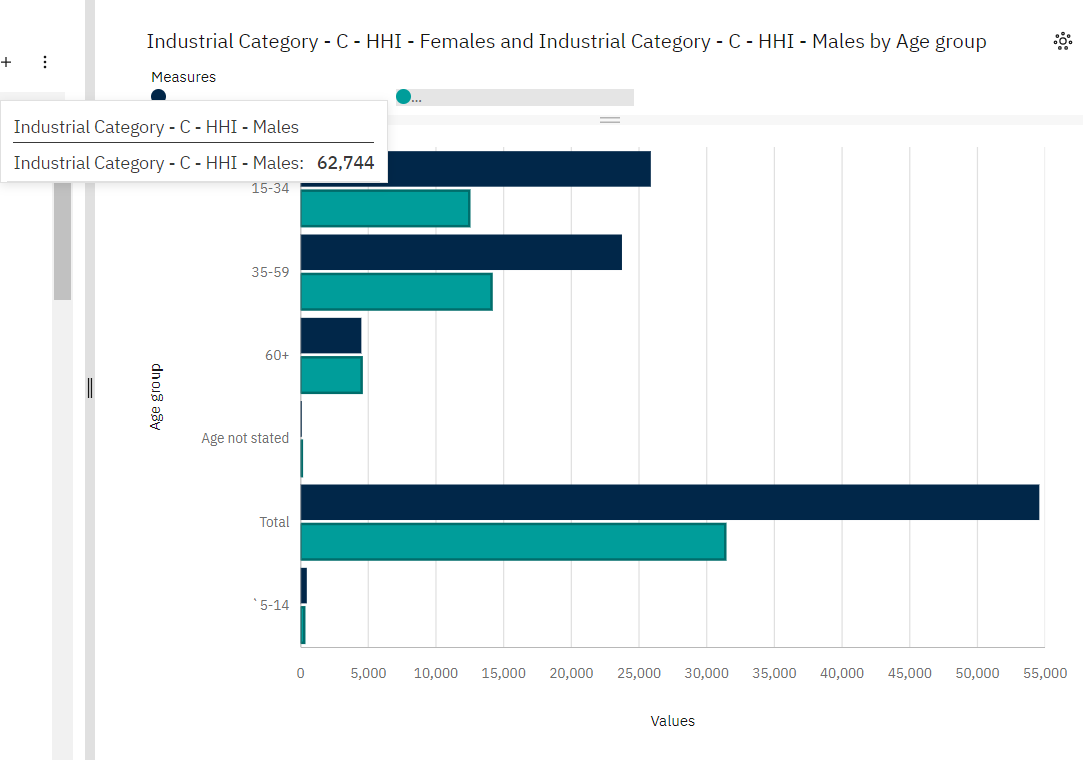 Industrial Category - C - HHI - Females and Industrial Category - C - HHI - Males by Age group
+
Measures
...
Industrial Category - C - HHI - Males
Industrial Category - C - HHI - Males: 62,744
15-34
35-59
60+
Age not stated
Total
`5-14
Age group
0 5,000 10,000 15,000 20,000 25,000 30,000 35,000 40,000 45,000 50,000 55,000
Values